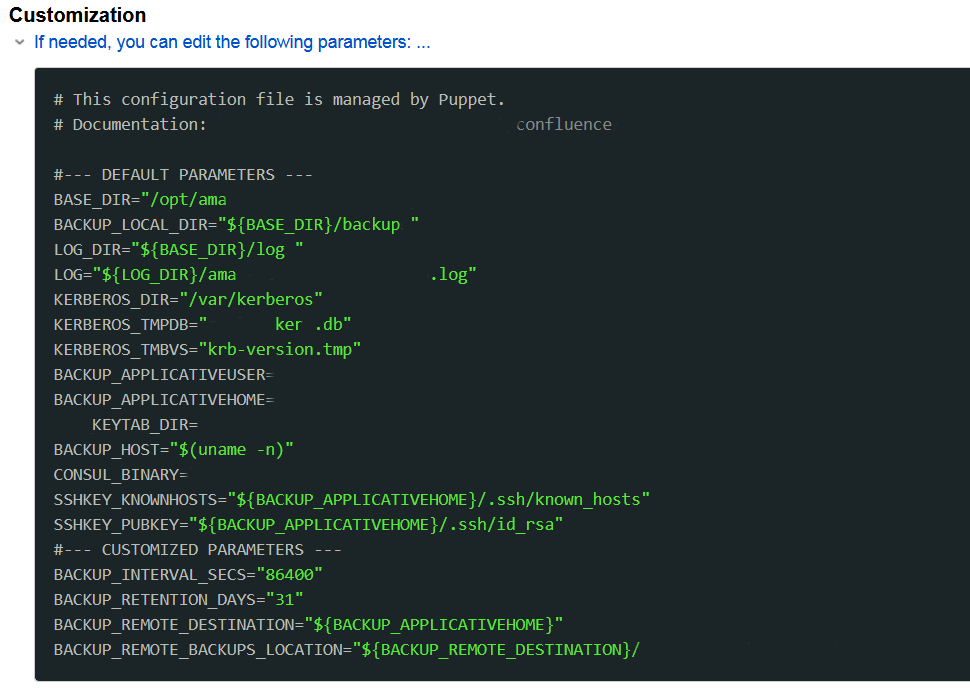 Customization
If needed, you can edit the following parameters: ...
# This configuration file is managed by Puppet.
# Documentation: confluence
#--- DEFAULT PARAMETERS ---
BASE_DIR="/opt/ama
BACKUP_LOCAL_DIR="${BASE_DIR}/backup "
LOG_DIR="${BASE_DIR}/log "
LOG="${LOG_DIR}/ama .log"
KERBEROS_DIR="/var/kerberos"
KERBEROS_TMPDB=" ker .db"
KERBEROS_TMBVS="krb-version.tmp"
BACKUP_APPLICATIVEUSER=
BACKUP_APPLICATIVEHOME=
KEYTAB_DIR=
BACKUP_HOST="$(uname -n)"
CONSUL_BINARY=
SSHKEY_KNOWNHOSTS="${BACKUP_APPLICATIVEHOME}/.ssh/known_hosts"
SSHKEY_PUBKEY="${BACKUP_APPLICATIVEHOME}/.ssh/id_rsa"
#--- CUSTOMIZED PARAMETERS ---
BACKUP_INTERVAL_SECS="86400"
BACKUP_RETENTION_DAYS="31"
BACKUP_REMOTE_DESTINATION="${BACKUP_APPLICATIVEHOME}"
BACKUP_REMOTE_BACKUPS_LOCATION="${BACKUP_REMOTE_DESTINATION}/